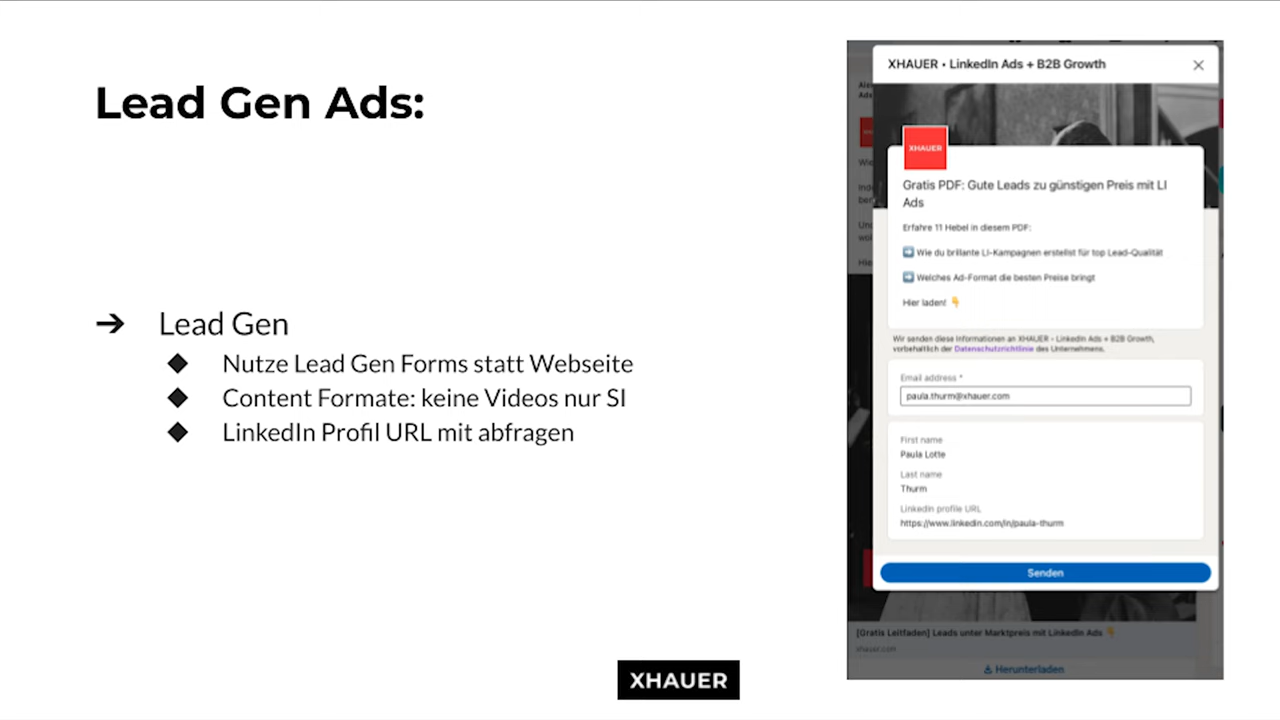 Lead Gen Ads:
➔ Lead Gen
◆ Nutze Lead Gen Forms statt Webseite
◆ Content Formate: keine Videos nur SI
◆ LinkedIn Profil URL mit abfragen
XHAUER
XHAUER • LinkedIn Ads + B2B Growth
XHAUER
Gratis PDF: Gute Leads zu günstigen Preis mit LI
Ads
Erfahre 11 Hebel in diesem PDF:
➡️ Wie du brillante LI-Kampagnen erstellst für top Lead-Qualität
➡️ Welches Ad-Format die besten Preise bringt
Hier laden! 👇
Wir senden diese Informationen an XHAUER - LinkedIn Ads + B2B Growth,
vorbehaltlich der Datenschutzrichtlinie des Unternehmens.
Email address *
paula.thurm@xhauer.com
First name
Paula Lotte
Last name
Thurm
LinkedIn profile URL
https://www.linkedin.com/in/paula-thurm
Senden
[Gratis Leitfaden] Leads unter Marktpreis mit LinkedIn Ads 👇
xhauer.com
Herunterladen